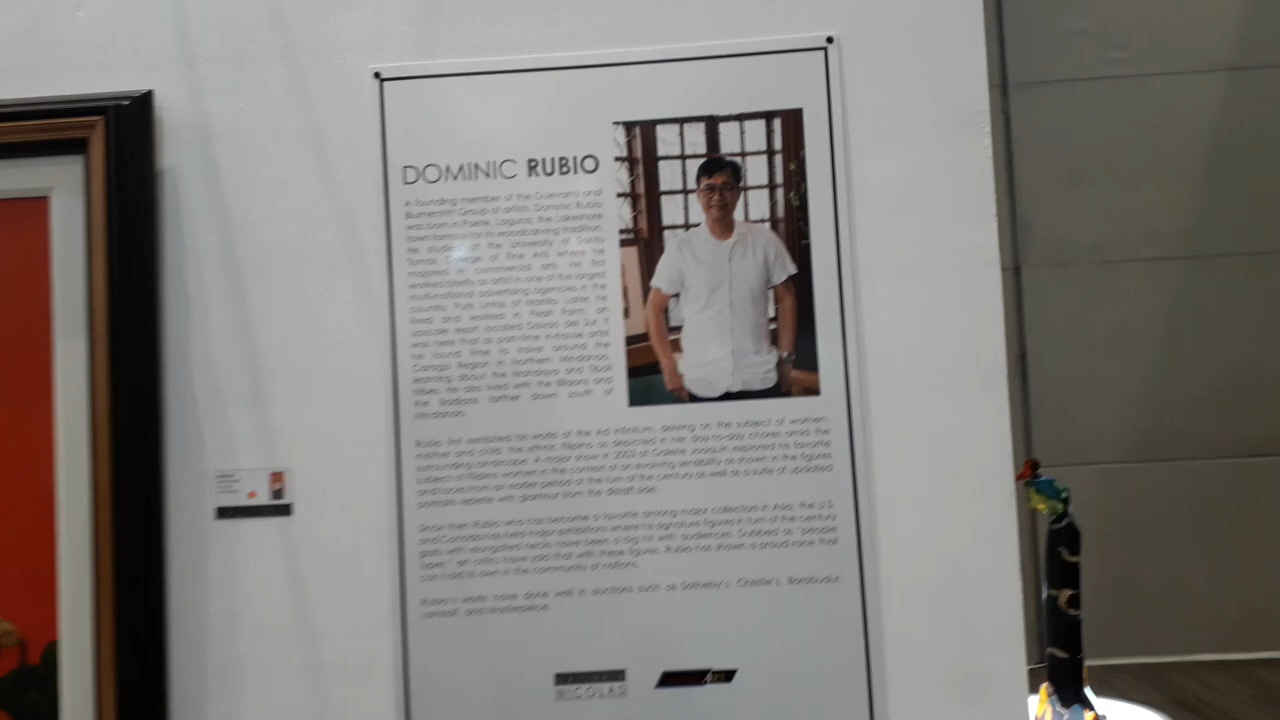 DOMINIC RUBIO
A founding member of the Guevarra and
Blumentritt Group of artists, Dominic Rubio
was born in Paete, Laguna, the Lakeshore
town famous for its woodcarving tradition.
He studied at the University of Santo
Tomas College of Fine Arts where he
majored in commercial arts. He first
worked briefly as artist in one of the largest
multinational advertising agencies in the
country,
lived and worked in Pearl Farm, an
resort located Davao del Sur. It
was here that as part-time in-house artist
he found time to travel around the
Caraga Region in Northern Mindanao,
learning about the Mandaya and T'boli
tribes. He also lived with the Bilaans and
the Badjaos farther down south of
Mindanao.
Rubio first exhibited his works at the Ad Infinitum, delving on the subject of women,
mother and child, the ethnic Filipino as depicted in her day-to-day chores amid the
surrounding landscape. A major show in 2003 at Galerie Joaquin explored his favorite
subject of Filipino women in the context of an evolving sensibility as shown in the figures
and faces from an earlier period at the turn of the century as well as a suite of updated
portraits replete with glamour from the distaff side.
Since then Rubio who has become a favorite among major collectors in Asia, the U.S.
and Canada has held major exhibitions where his signature figures in turn of the century
garb with elongated necks have been a big hit with audiences. Dubbed as "people
art critics have said that with these figures, Rubio has shown a proud race that
can hold its own in the community of nations.
Rubio's works have done well in auctions such as Sotheby's, Christie's, Borobudur,
Larasati, and Masterpiece.
NICOLAS
ART